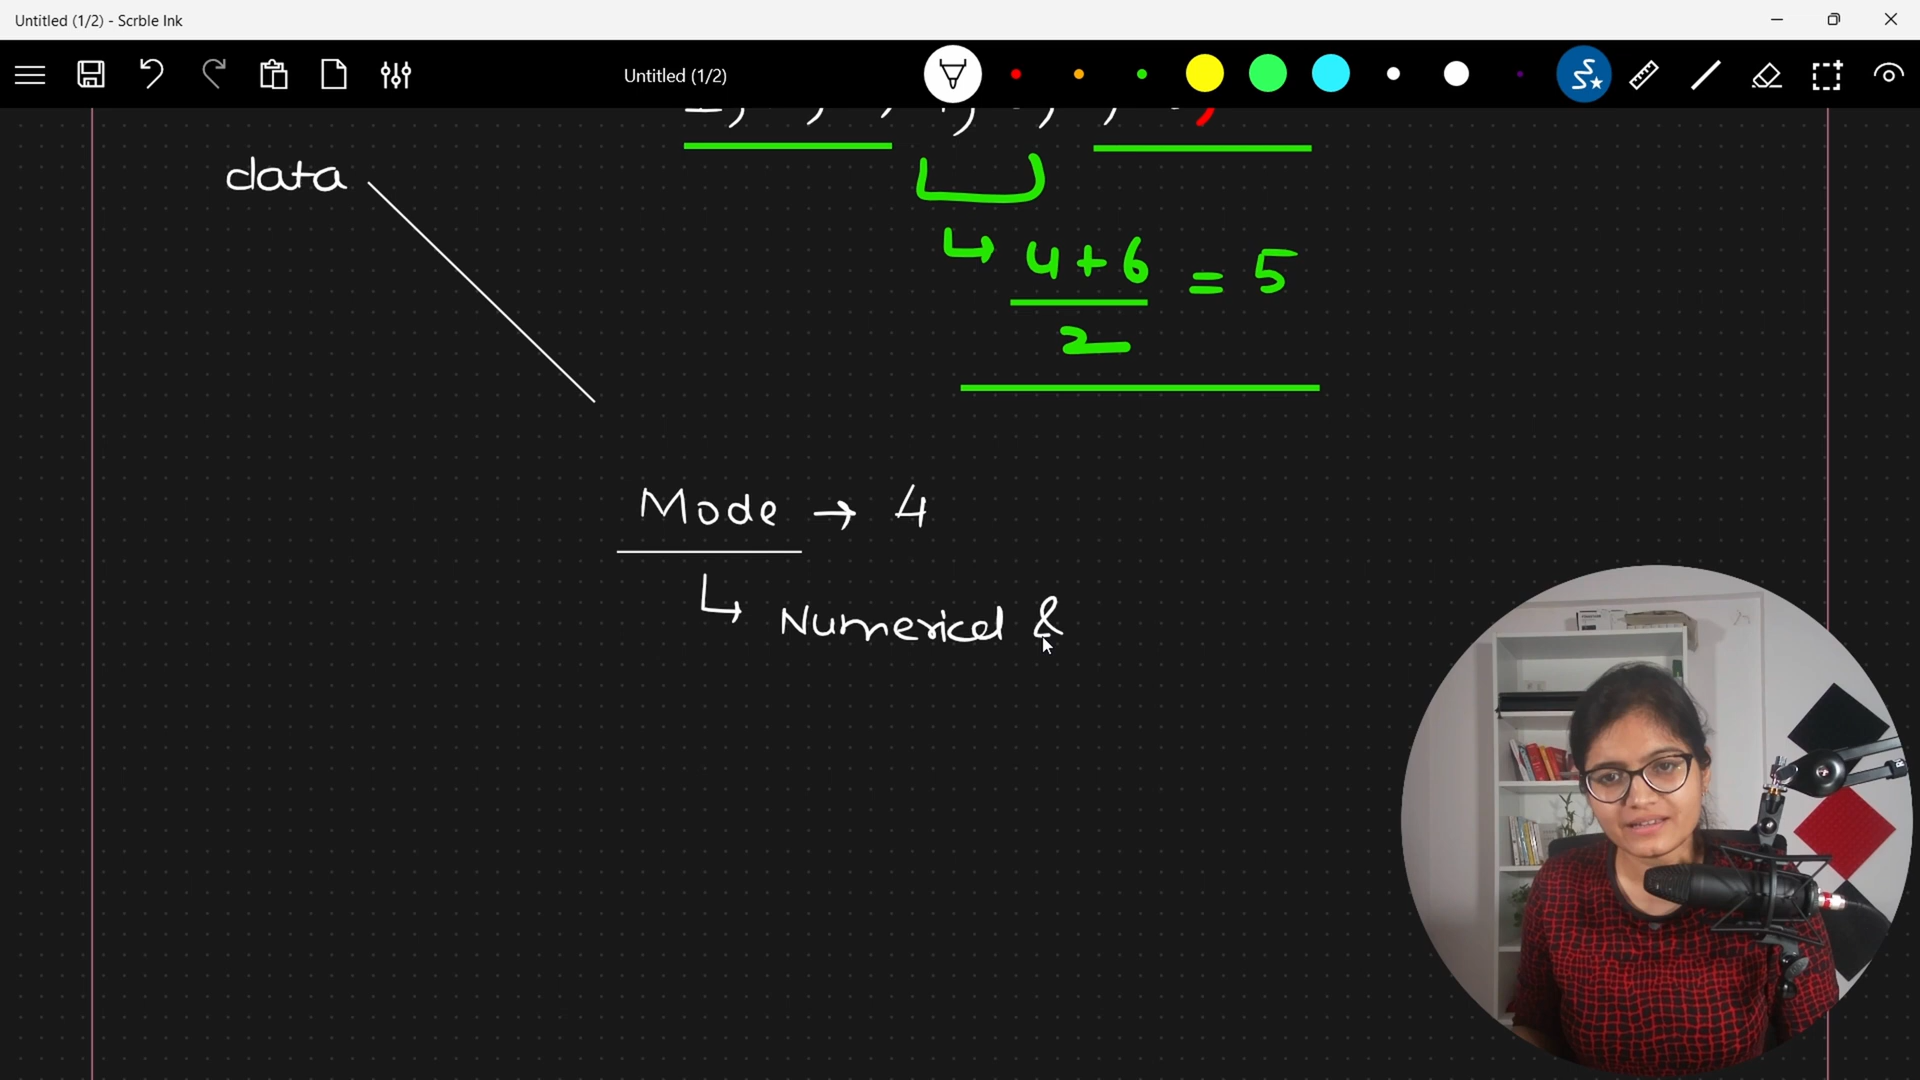 Untitled (1/2) - Scrble Ink
Untitled (1/2)
data
4 + 6
= 5
2
Mode → 4
Numerical &